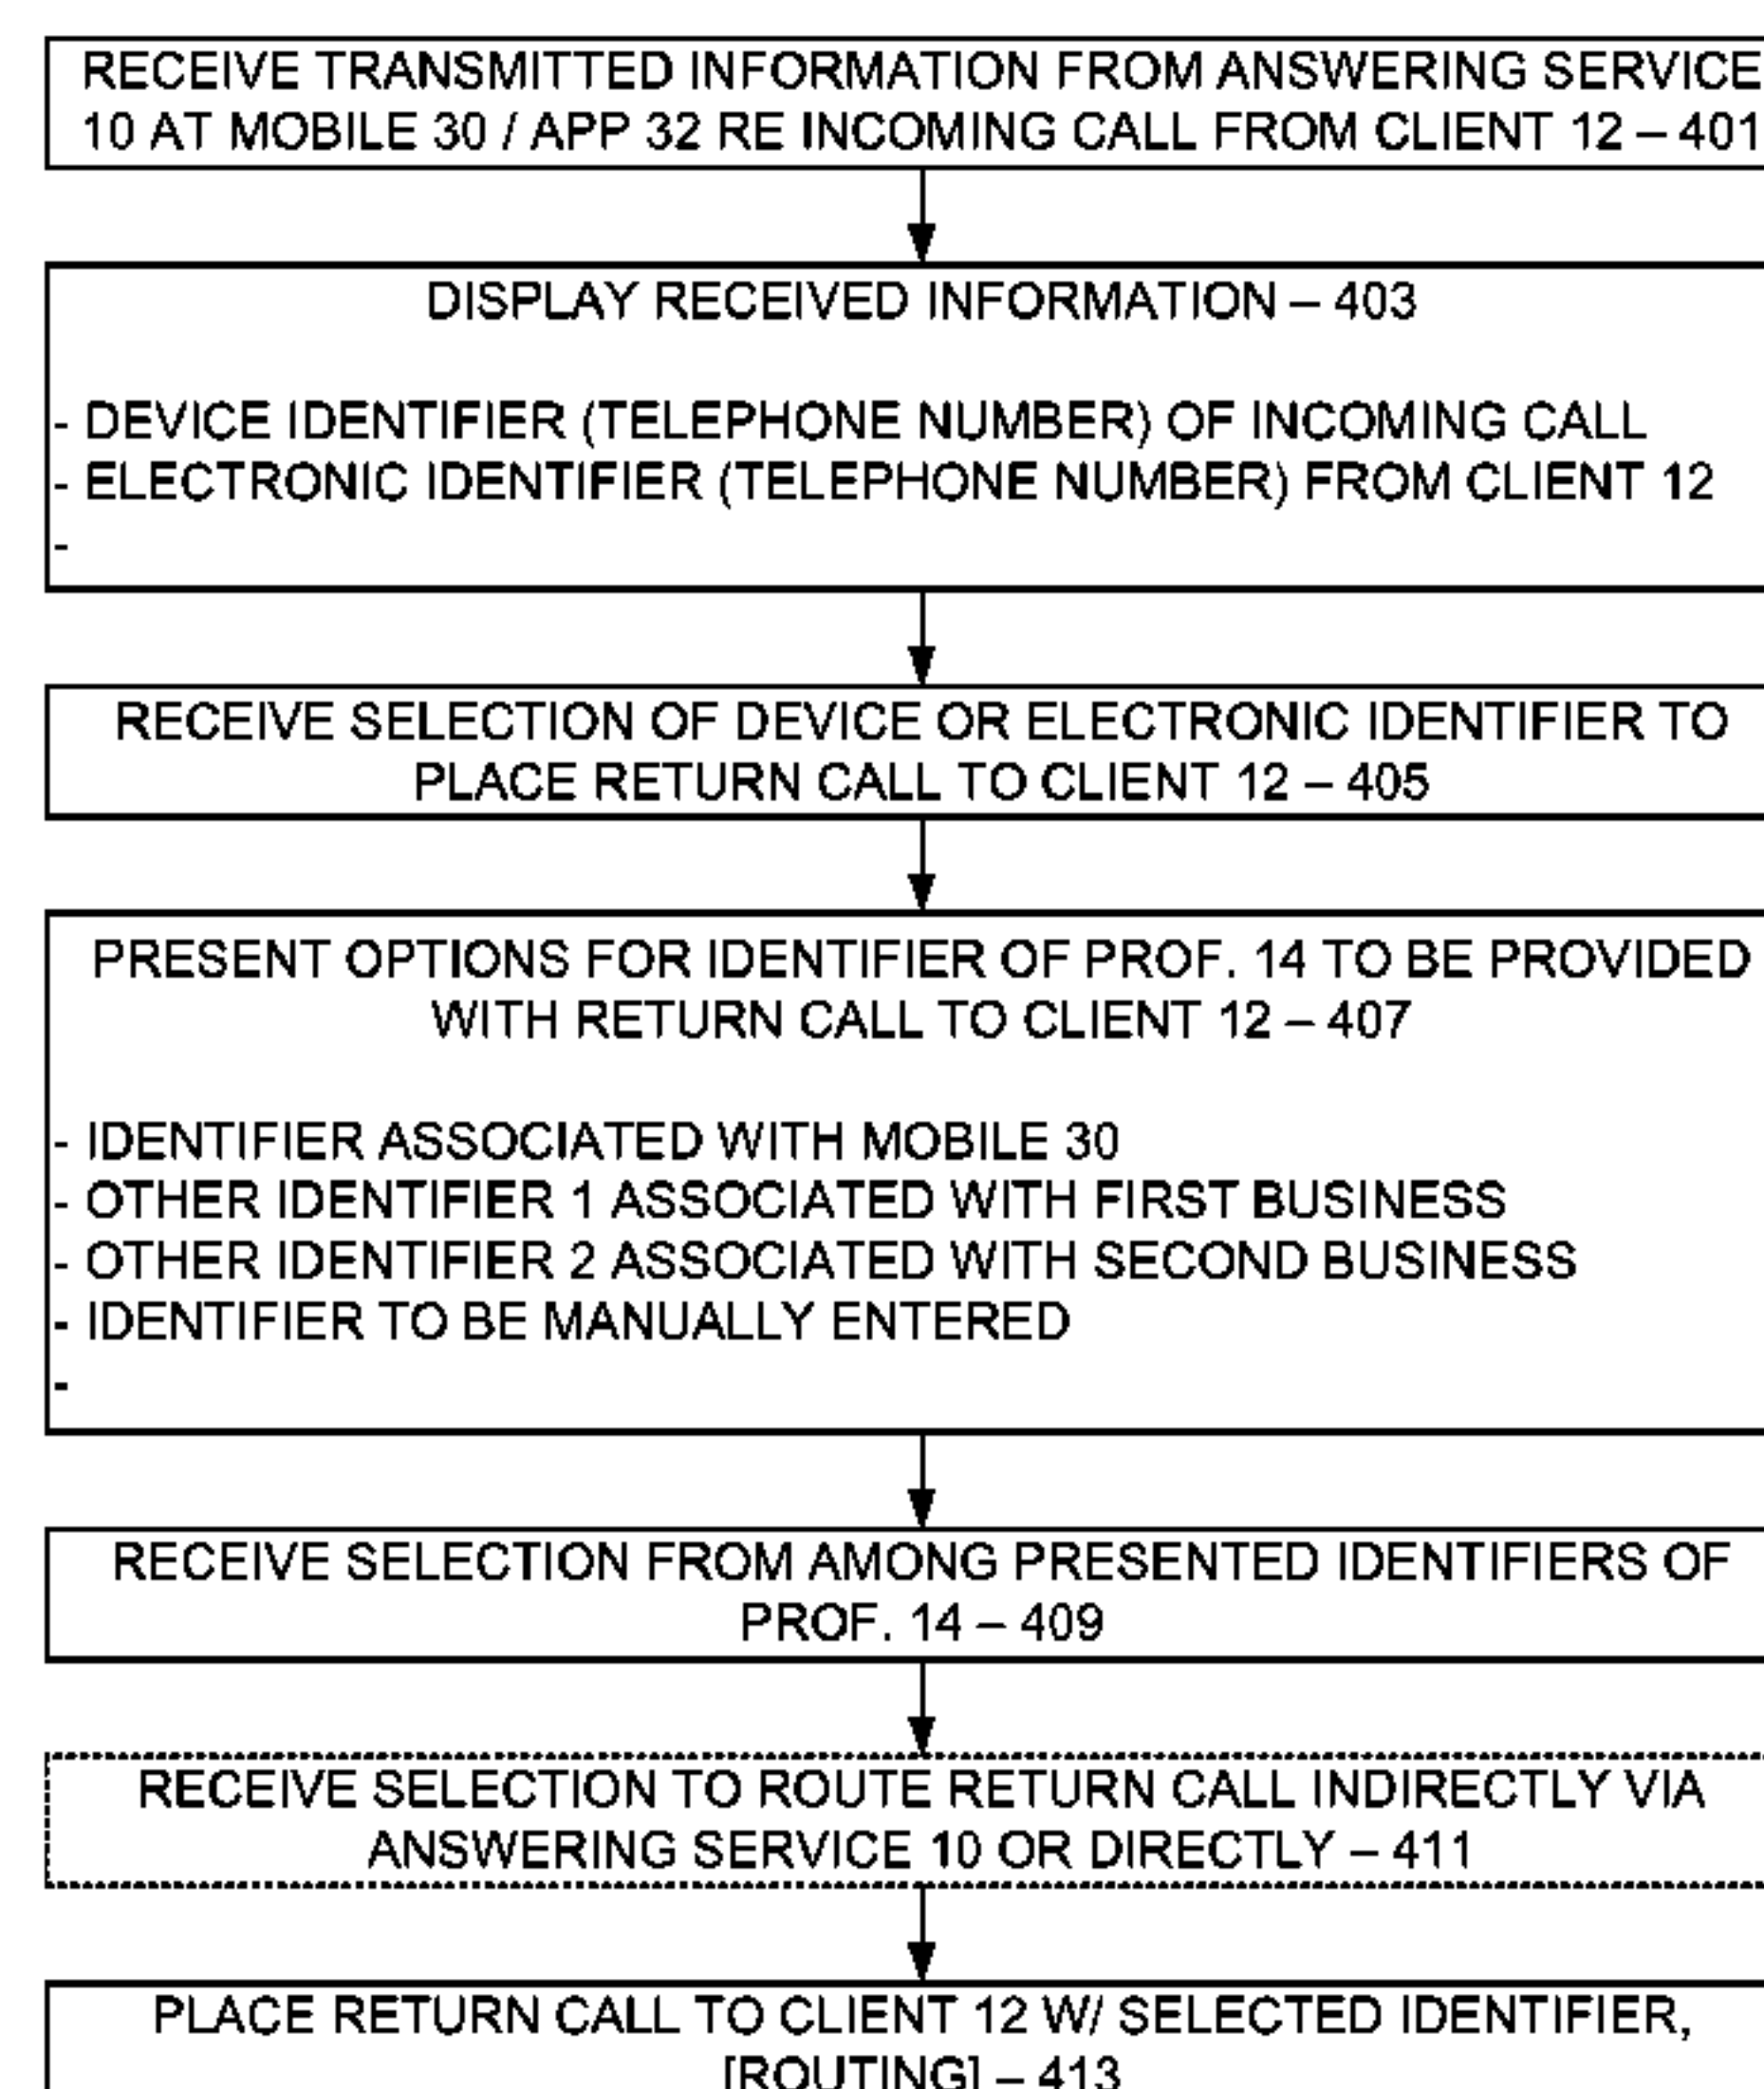 RECEIVE TRANSMITTED INFORMATION FROM ANSWERING SERVICE
10 AT MOBILE 30 / APP 32 RE INCOMING CALL FROM CLIENT 12 – 401
DISPLAY RECEIVED INFORMATION – 403
- DEVICE IDENTIFIER (TELEPHONE NUMBER) OF INCOMING CALL
- ELECTRONIC IDENTIFIER (TELEPHONE NUMBER) FROM CLIENT 12
-
RECEIVE SELECTION OF DEVICE OR ELECTRONIC IDENTIFIER TO
PLACE RETURN CALL TO CLIENT 12 – 405
PRESENT OPTIONS FOR IDENTIFIER OF PROF. 14 TO BE PROVIDED
WITH RETURN CALL TO CLIENT 12 – 407
- IDENTIFIER ASSOCIATED WITH MOBILE 30
- OTHER IDENTIFIER 1 ASSOCIATED WITH FIRST BUSINESS
- OTHER IDENTIFIER 2 ASSOCIATED WITH SECOND BUSINESS
- IDENTIFIER TO BE MANUALLY ENTERED
-
RECEIVE SELECTION FROM AMONG PRESENTED IDENTIFIERS OF
PROF. 14 – 409
RECEIVE SELECTION TO ROUTE RETURN CALL INDIRECTLY VIA
ANSWERING SERVICE 10 OR DIRECTLY – 411
PLACE RETURN CALL TO CLIENT 12 W/ SELECTED IDENTIFIER,
[ROUTING] – 413